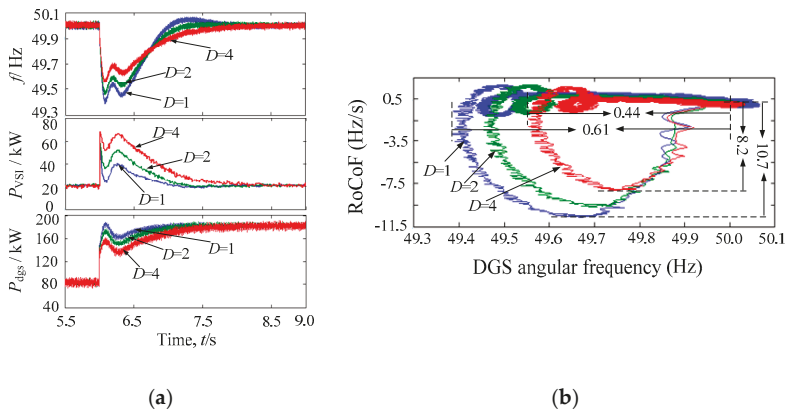 50.1
49.9
49.7
49.5
49.3
f/ Hz
D=4
D=2
D=1
80
60
40
20
0
P_VSI / kW
D=4
D=2
D=1
200
160
120
80
40
P_dgs / kW
D=1
D=2
D=4
5.5 6.5 7.5 8.5 9.0
Time, t/s
(a)
0.5
-3.5
-7.5
-11.5
RoCoF (Hz/s)
0.44
0.61
8.2
10.7
D=1
D=2
D=4
49.3 49.4 49.5 49.6 49.7 49.8 49.9 50.0 50.1
DGS angular frequency (Hz)
(b)